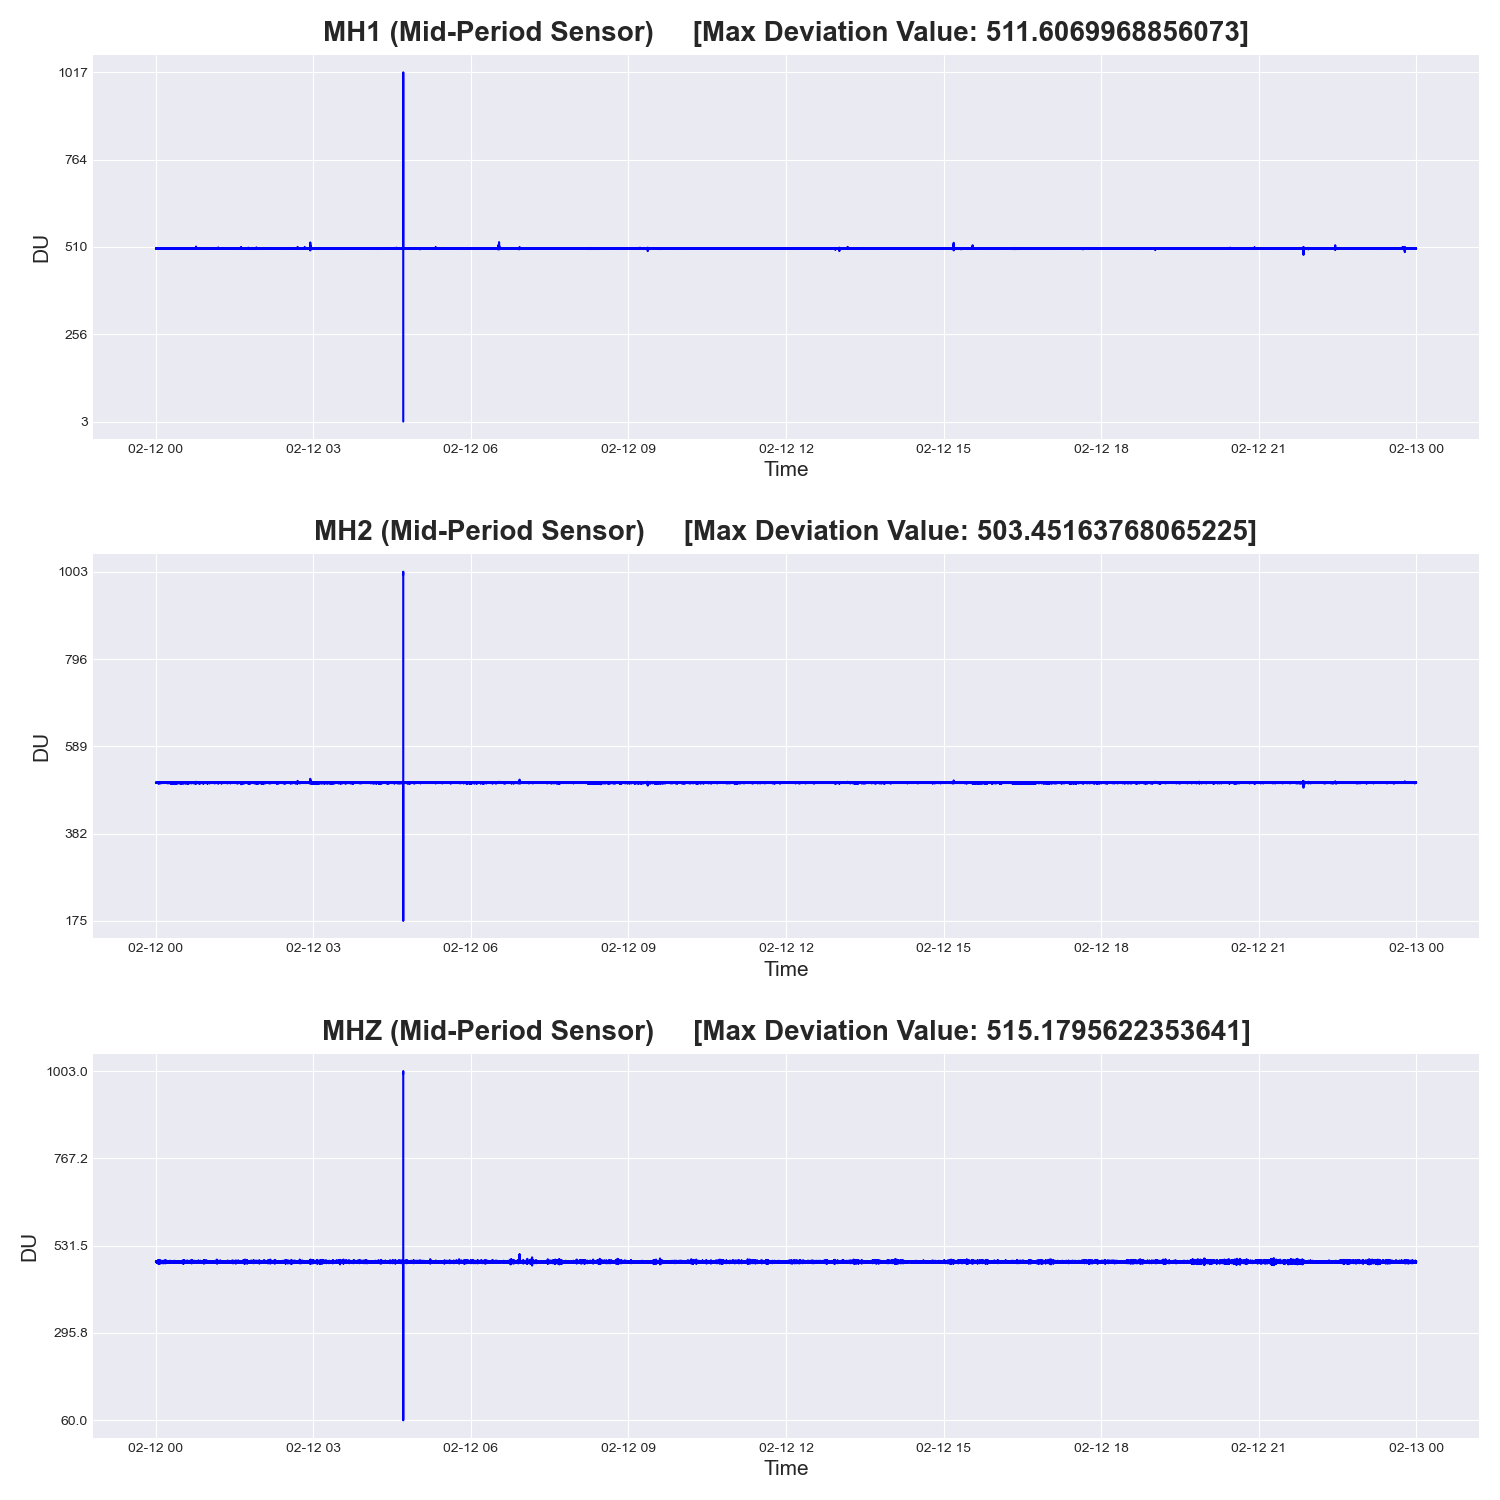 MH1 (Mid-Period Sensor) [Max Deviation Value: 511.6069968856073]
1017
764
510
256
3
DU
02-12 00 02-12 03 02-12 06 02-12 09 02-12 12 02-12 15 02-12 18 02-12 21 02-13 00
Time
MH2 (Mid-Period Sensor) [Max Deviation Value: 503.45163768065225]
1003
796
589
382
175
DU
02-12 00 02-12 03 02-12 06 02-12 09 02-12 12 02-12 15 02-12 18 02-12 21 02-13 00
Time
MHZ (Mid-Period Sensor) [Max Deviation Value: 515.1795622353641]
1003.0
767.2
531.5
295.8
60.0
DU
02-12 00 02-12 03 02-12 06 02-12 09 02-12 12 02-12 15 02-12 18 02-12 21 02-13 00
Time